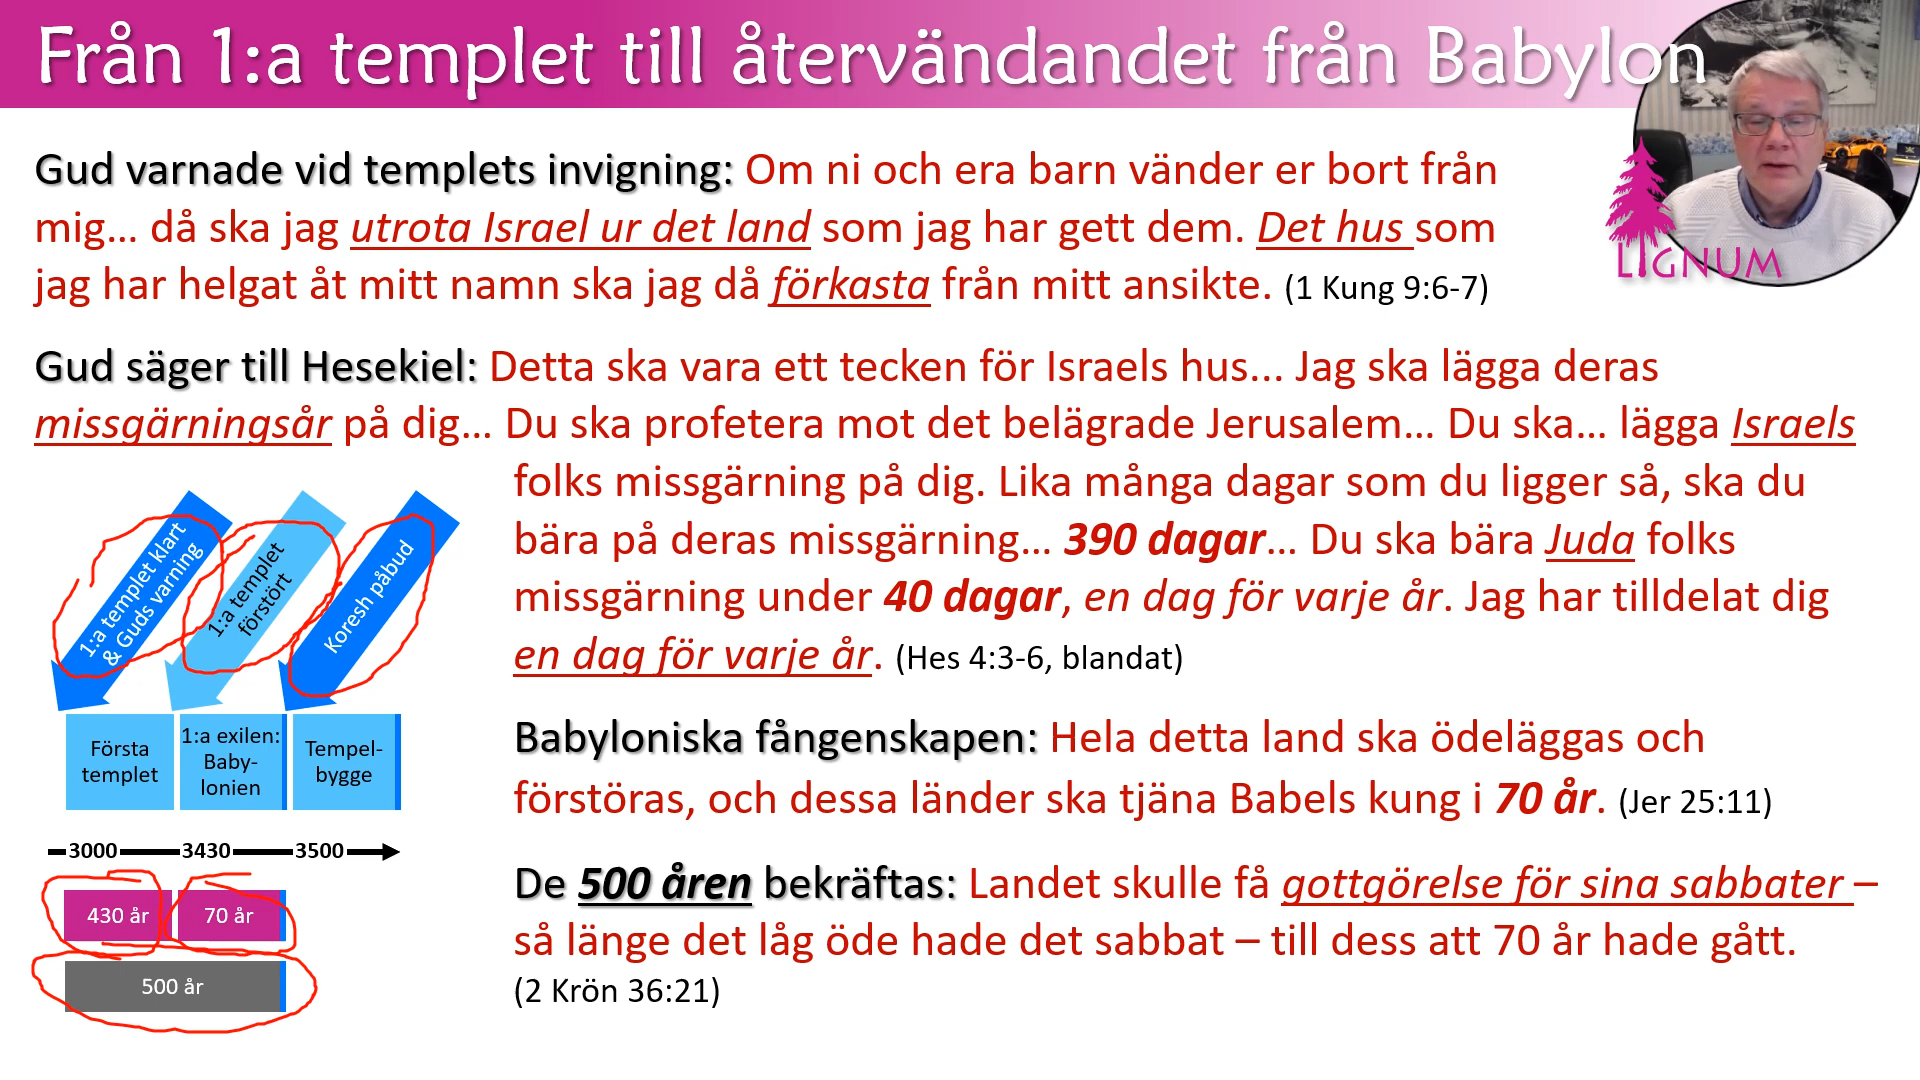 Från 1:a templet till återvändandet från Babylon
Gud varnade vid templets invigning: Om ni och era barn vänder er bort från
mig... då ska jag utrota Israel ur det land som jag har gett dem. Det hus som
jag har helgat åt mitt namn ska jag då förkasta från mitt ansikte. (1 Kung 9:6-7)
LIGNUM
Gud säger till Hesekiel: Detta ska vara ett tecken för Israels hus... Jag ska lägga deras
missgärningsår på dig... Du ska profetera mot det belägrade Jerusalem... Du ska... lägga Israels
folks missgärning på dig. Lika många dagar som du ligger så, ska du
bära på deras missgärning... 390 dagar... Du ska bära Juda folks
missgärning under 40 dagar, en dag för varje år. Jag har tilldelat dig
en dag för varje år. (Hes 4:3-6, blandat)
Babyloniska fångenskapen: Hela detta land ska ödeläggas och
förstöras, och dessa länder ska tjäna Babels kung i 70 år. (Jer 25:11)
De 500 åren bekräftas: Landet skulle få gottgörelse för sina sabbater –
så länge det låg öde hade det sabbat – till dess att 70 år hade gått.
(2 Krön 36:21)
1:a templet klart
& Guds varning
1:a templet
förstört
Koresh påbud
Första
templet
1:a exilen:
Baby-
lonien
Tempel-
bygge
3000 3430 3500
430 år 70 år
500 år